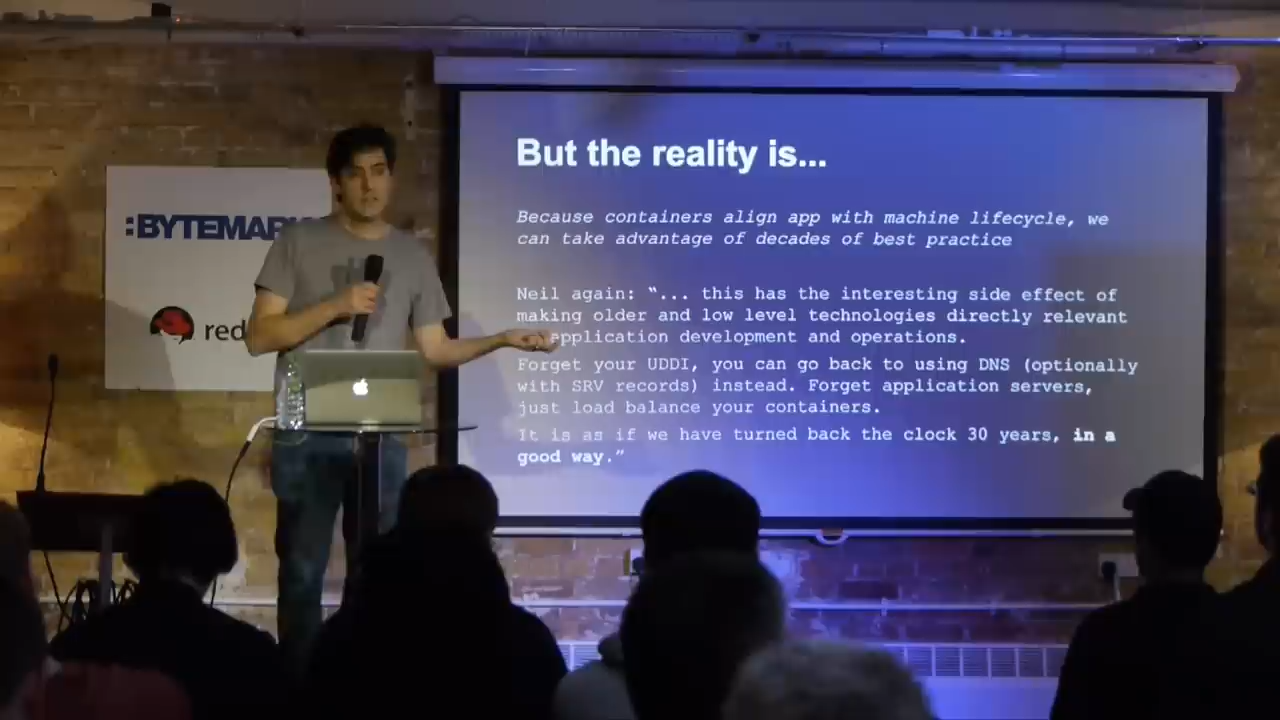 But the reality is...
Because containers align app with machine lifecycle, we
can take advantage of decades of best practice
Neil again: “... this has the interesting side effect of
making older and low level technologies directly relevant
application development and operations.
Forget your UDDI, you can go back to using DNS (optionally
with SRV records) instead. Forget application servers,
just load balance your containers.
It is as if we have turned back the clock 30 years, in a
good way.”
:BYTEMAR
red